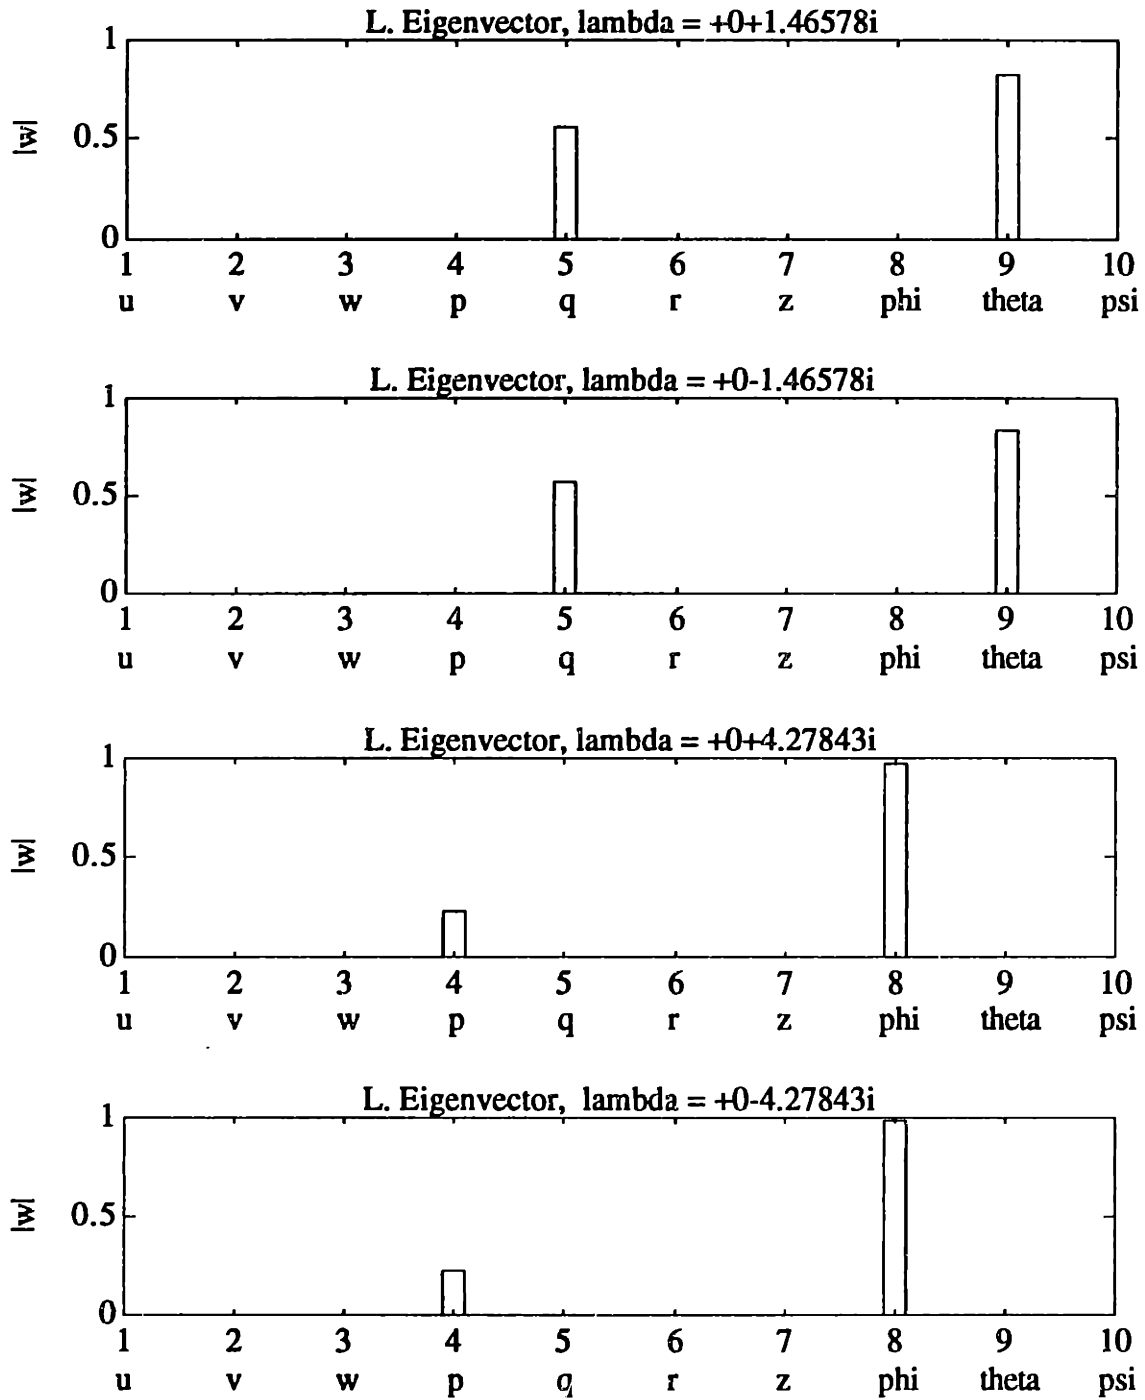 L. Eigenvector, lambda = +0+1.46578i
1
|w|
0.5
0
1 2 3 4 5 6 7 8 9 10
u v w p q r z phi theta psi
L. Eigenvector, lambda = +0-1.46578i
1
|w|
0.5
0
1 2 3 4 5 6 7 8 9 10
u v w p q r z phi theta psi
L. Eigenvector, lambda = +0+4.27843i
1
|w|
0.5
0
1 2 3 4 5 6 7 8 9 10
u v w p q r z phi theta psi
L. Eigenvector, lambda = +0-4.27843i
1
|w|
0.5
0
1 2 3 4 5 6 7 8 9 10
u v w p q r z phi theta psi